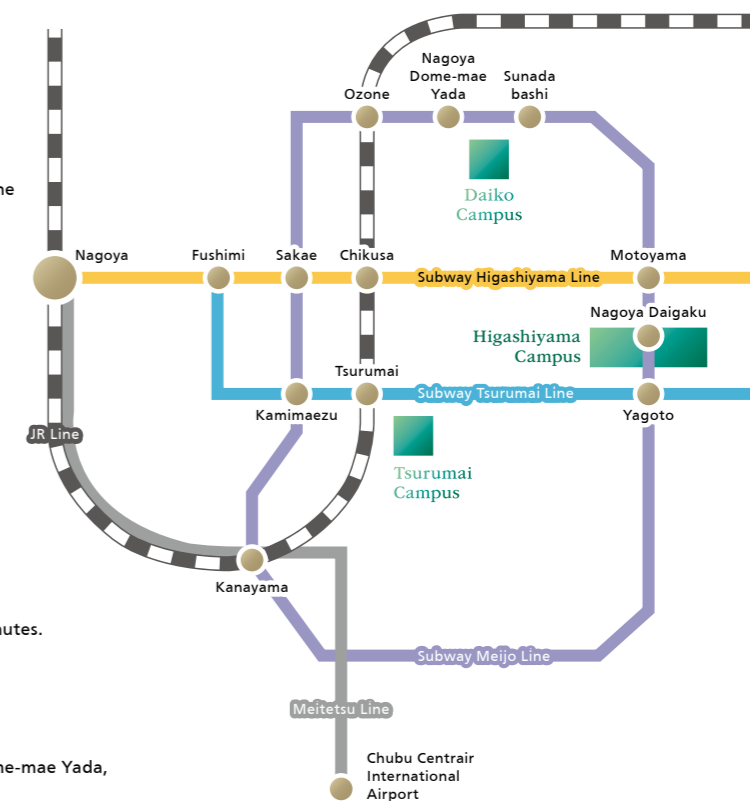 Nagoya
Dome-mae
Yada
Sunada
bashi
Ozone
ne
Daiko
Campus
Nagoya
Fushimi
Sakae
Chikusa
Subway Higashiyama Line
Motoyama
Nagoya Daigaku
Higashiyama
Campus
Tsurumai
Subway Tsurumai Line
Kamimaezu
Yagoto
JR Line
Tsurumai
Campus
Kanayama
nutes.
Subway Meijo Line
Meitetsu Line
Chubu Centrair
International
Airport
me-mae Yada,